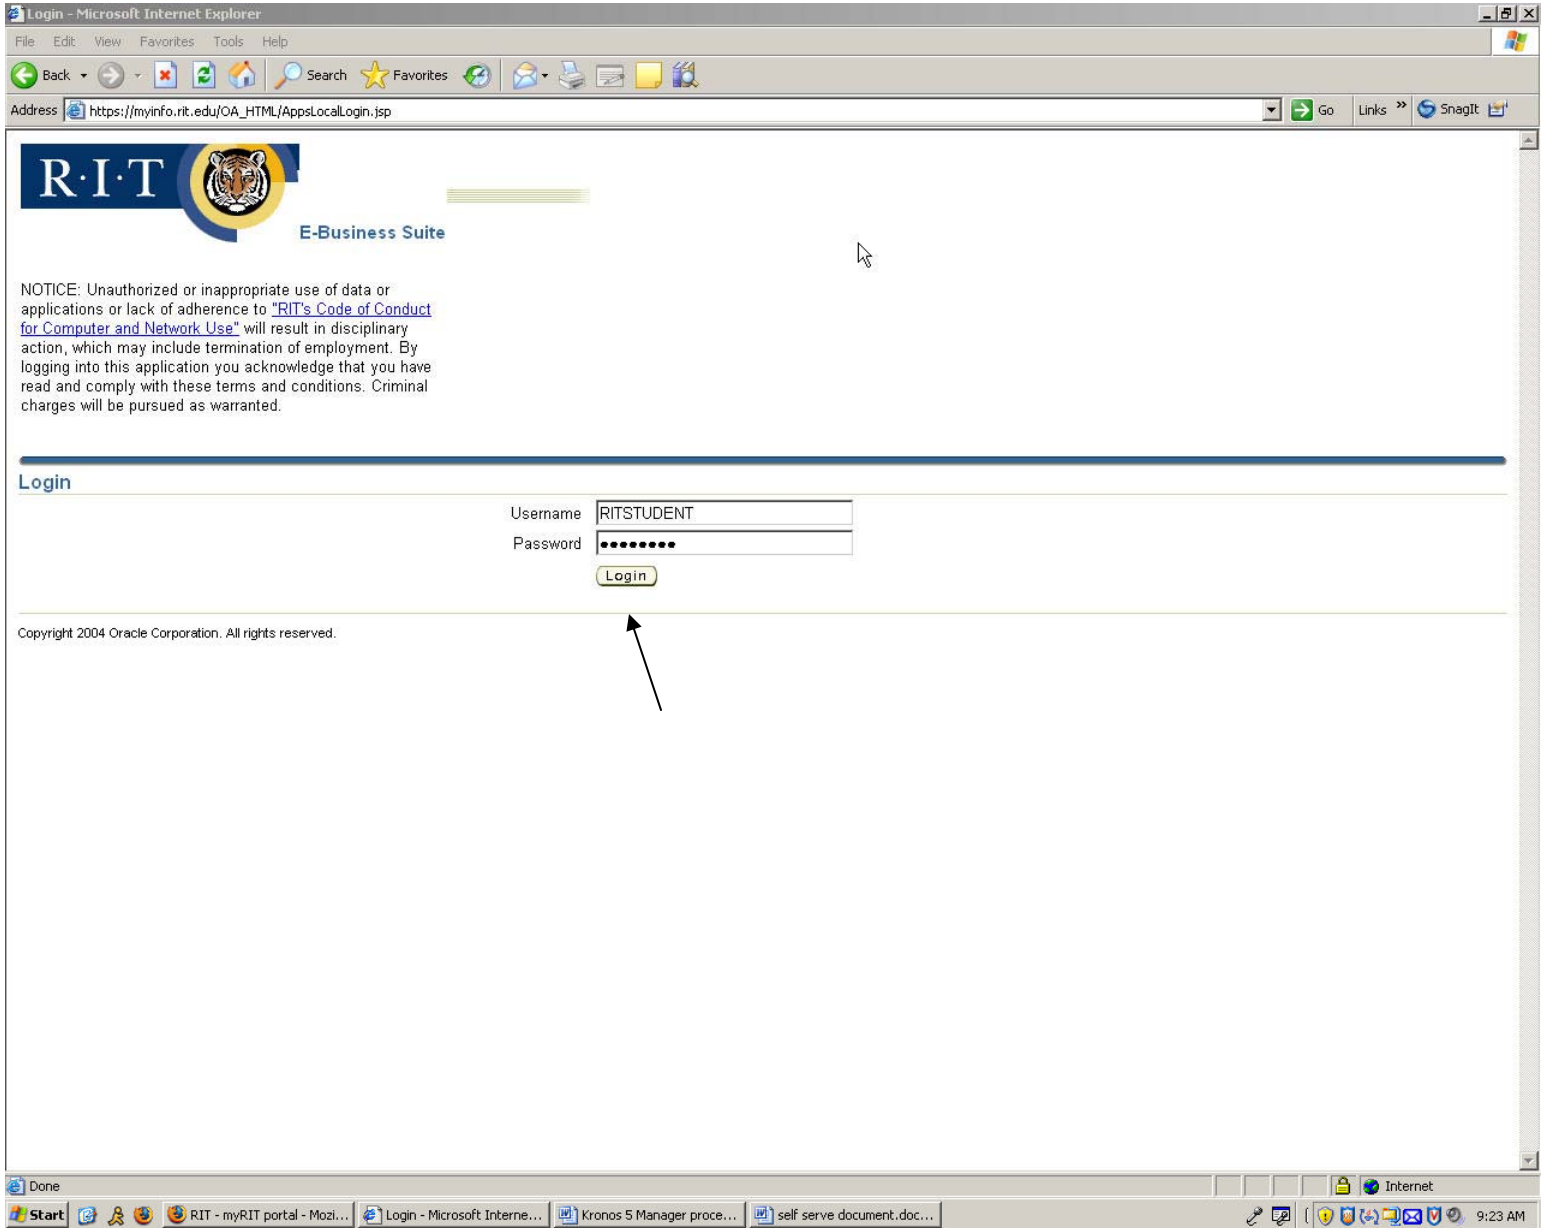 Login - Microsoft Internet Explorer
File Edit View Favorites Tools Help
Back Search Favorites
Address https://myinfo.rit.edu/OA_HTML/AppsLocalLogin.jsp Go Links » SnagIt
R·I·T
E-Business Suite
NOTICE: Unauthorized or inappropriate use of data or
applications or lack of adherence to "RIT's Code of Conduct
for Computer and Network Use" will result in disciplinary
action, which may include termination of employment. By
logging into this application you acknowledge that you have
read and comply with these terms and conditions. Criminal
charges will be pursued as warranted.
Login
Username RITSTUDENT
Password ●●●●●●●●
Login
Copyright 2004 Oracle Corporation. All rights reserved.
Done Internet
Start RIT - myRIT portal - Mozi... Login - Microsoft Interne... Kronos 5 Manager proce... self serve document.doc... 9:23 AM